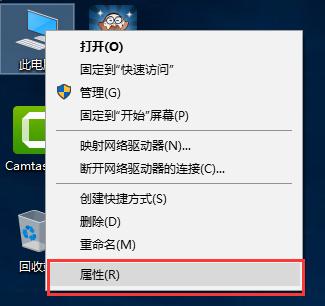 打开(O)
固定到"快速访问"
管理(G)
固定到"开始"屏幕(P)
映射网络驱动器(N)...
断开网络驱动器的连接(C)...
创建快捷方式(S)
删除(D)
重命名(M)
属性(R)
此电
Camtas
回收